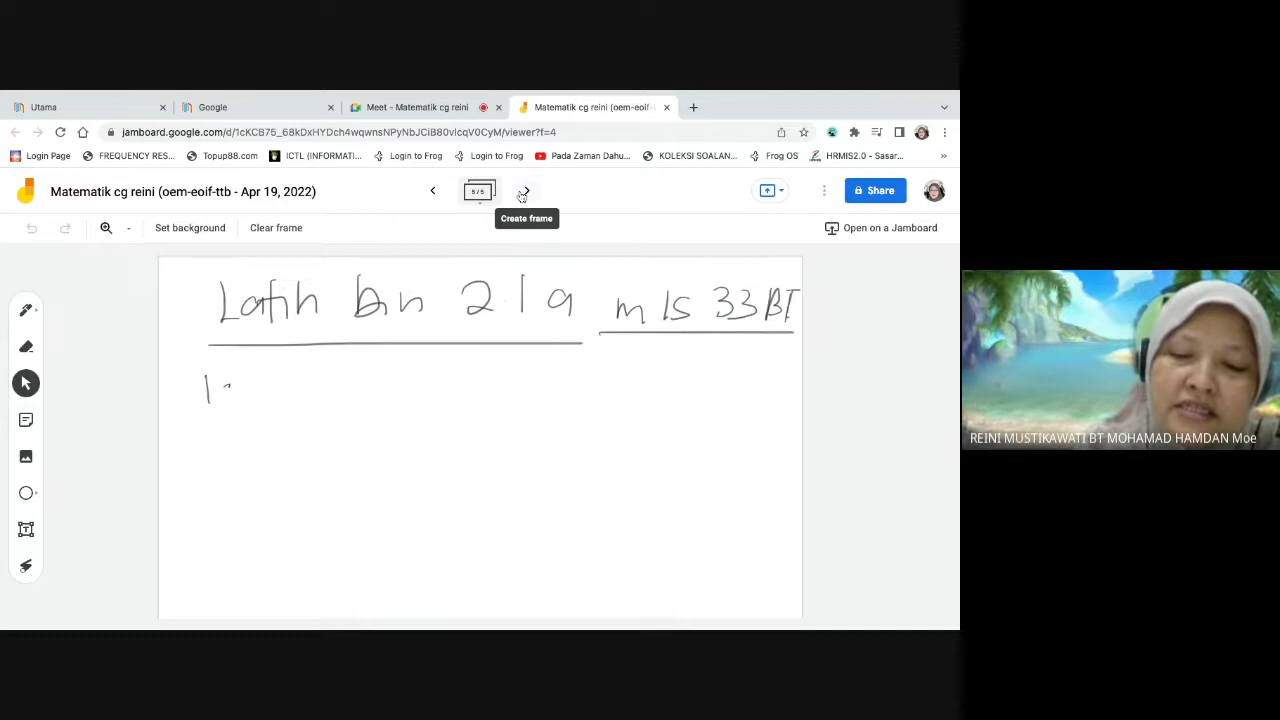 Utama
Google
Meet - Matematik cg reini
Matematik cg reini (oem-eoif-t
jamboard.google.com/d/1cKCB75_68kDxHYDch4wqwnsNPyNbJCiB80vlcqV0CyM/viewer?f=4
Login Page
FREQUENCY RES...
Topup88.com
ICTL (INFORMATI...
Login to Frog
Login to Frog
Pada Zaman Dahu...
KOLEKSI SOALAN...
Frog OS
HRMIS2.0 - Sasar...
»
Matematik cg reini (oem-eoif-ttb - Apr 19, 2022)
5/5
Share
Create frame
Set background
Clear frame
Open on a Jamboard
Latih bin 2.1a m/s 33 BT
REINI MUSTIKAWATI BT MOHAMAD HAMDAN Moe